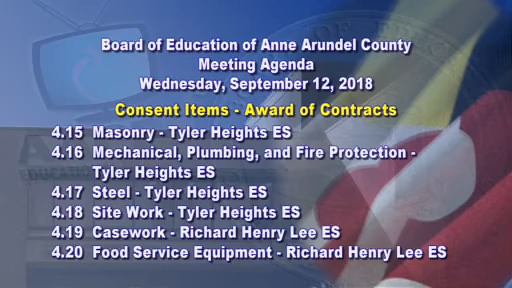 Board of Education of Anne Arundel County
Meeting Agenda
Wednesday, September 12, 2018
Consent Items - Award of Contracts
4.15 Masonry - Tyler Heights ES
4.16 Mechanical, Plumbing, and Fire Protection -
Tyler Heights ES
4.17 Steel - Tyler Heights ES
4.18 Site Work - Tyler Heights ES
4.19 Casework - Richard Henry Lee ES
4.20 Food Service Equipment - Richard Henry Lee ES